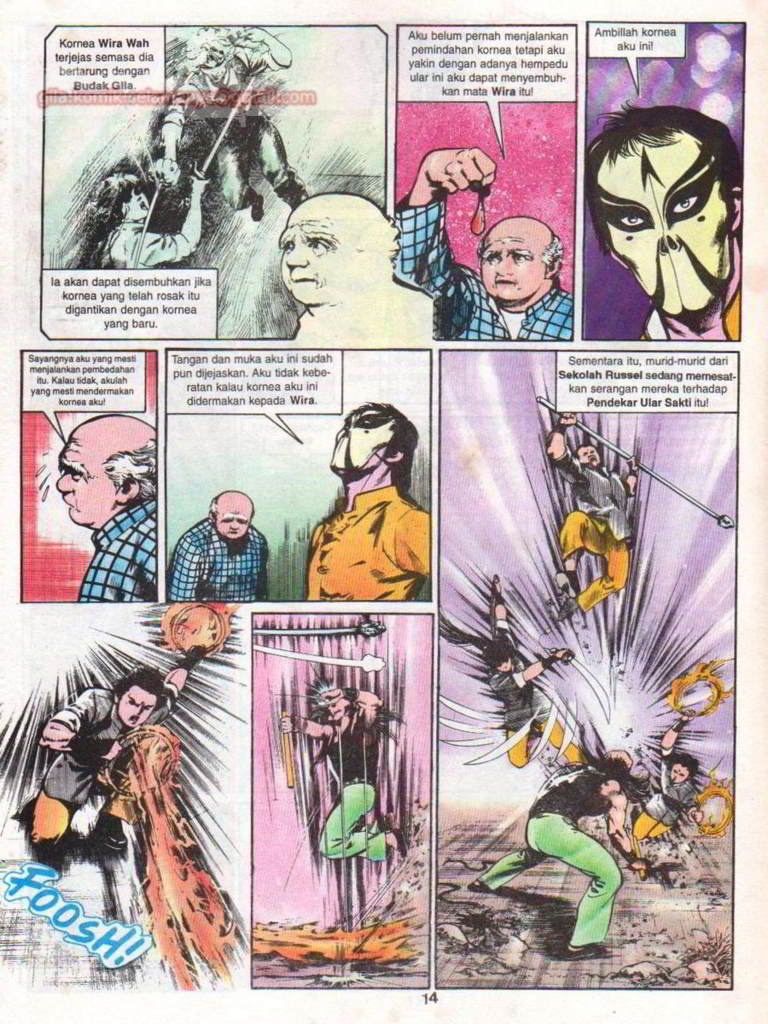 Kornea Wira Wah
terjejas semasa dia
bertarung dengan
Budak Gila.
Ia akan dapat disembuhkan jika
kornea yang telah rosak itu
digantikan dengan kornea
yang baru.
Aku belum pernah menjalankan
pemindahan kornea tetapi aku
yakin dengan adanya hempedu
ular ini aku dapat menyembuh-
kan mata Wira itu!
Ambillah kornea
aku ini!
Sayangnya aku yang mesti
menjalankan pembedahan
itu. Kalau tidak, akulah
yang mesti mendermakan
kornea aku!
Tangan dan muka aku ini sudah
pun dijejaskan. Aku tidak kebe-
ratan kalau kornea aku ini
didermakan kepada Wira.
Sementara itu, murid-murid dari
Sekolah Russel sedang memesat-
kan serangan mereka terhadap
Pendekar Ular Sakti itu!
FOOSH!!
14